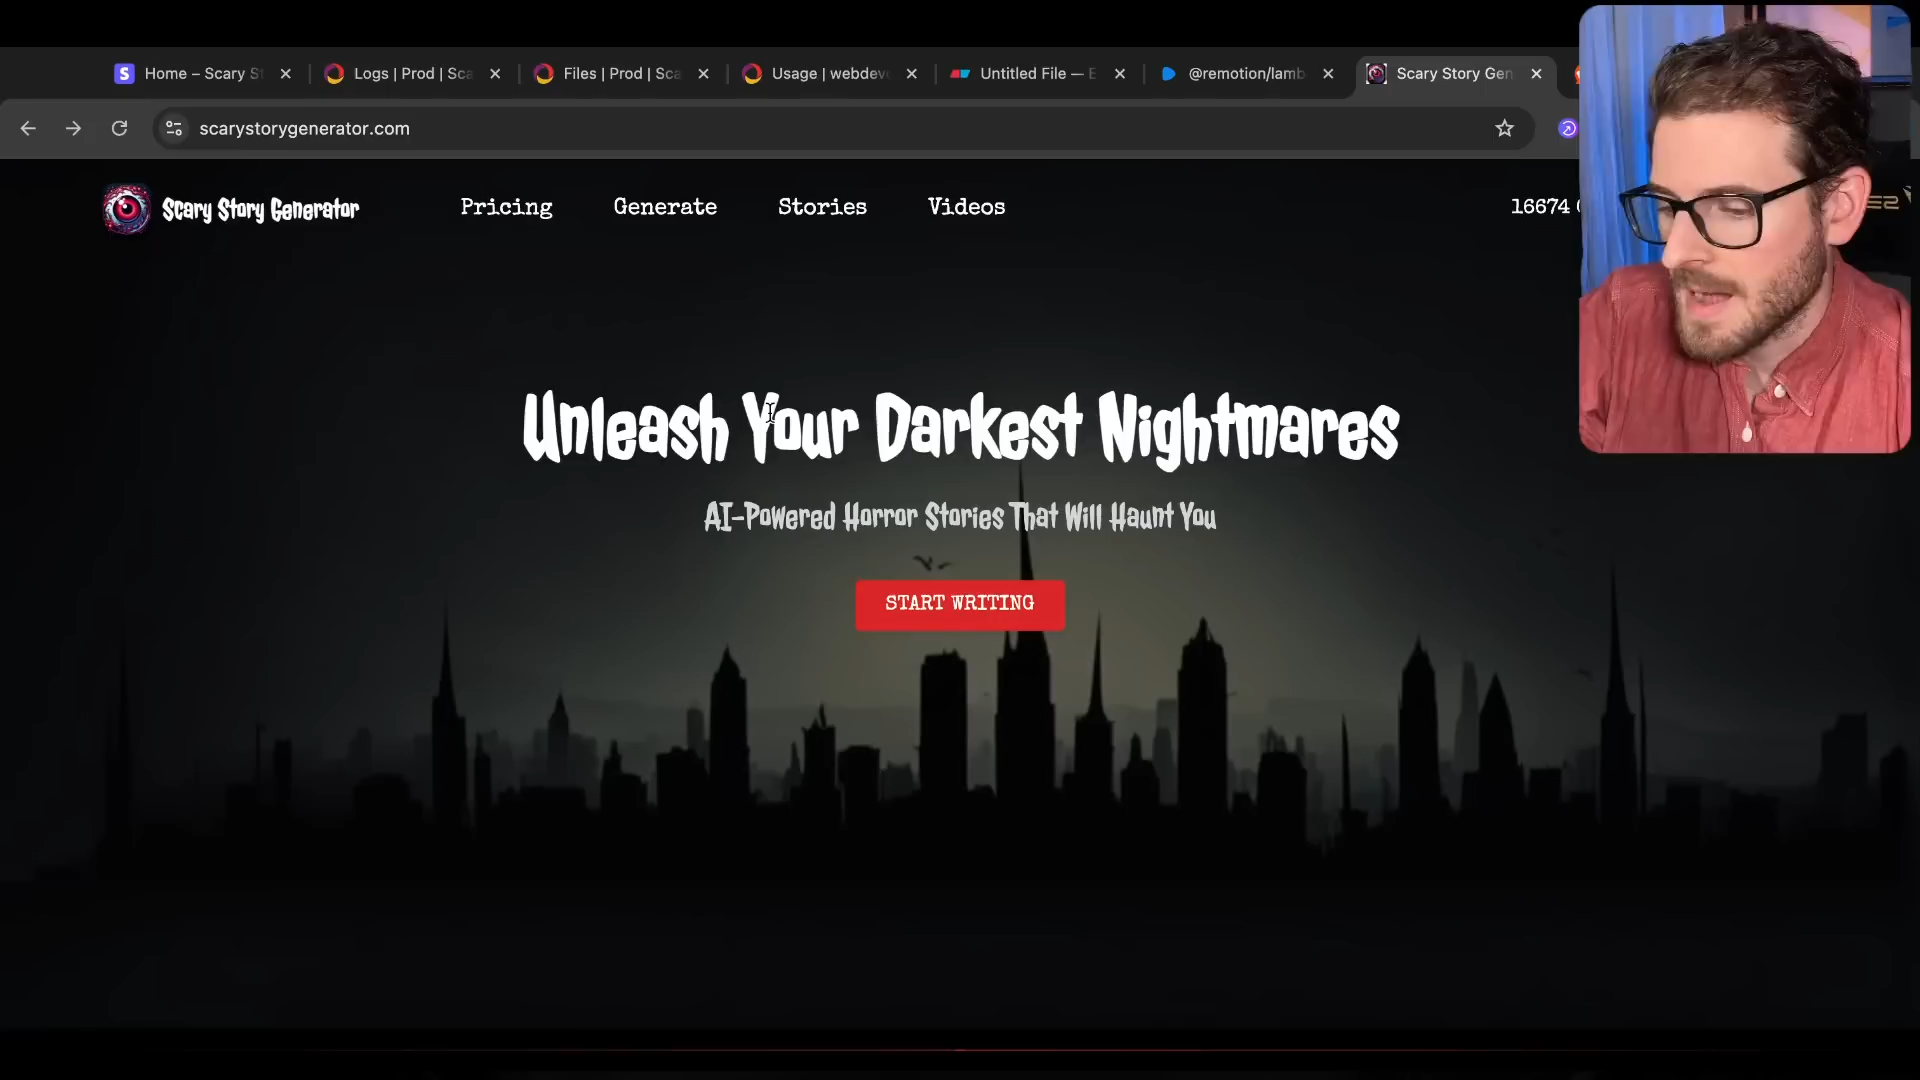 Home – Scary S
Logs | Prod | Sca
Files | Prod | Sca
Usage | webdev
Untitled File — E
@remotion/lamb
Scary Story Gen
scarystorygenerator.com
Scary Story Generator
Pricing
Generate
Stories
Videos
16674
Unleash Your Darkest Nightmares
AI-Powered Horror Stories That Will Haunt You
START WRITING